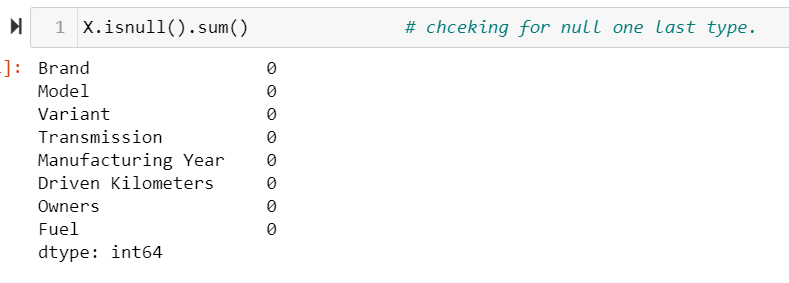 1 X.isnull().sum() # chceking for null one last type.
]: Brand 0
Model 0
Variant 0
Transmission 0
Manufacturing Year 0
Driven Kilometers 0
Owners 0
Fuel 0
dtype: int64